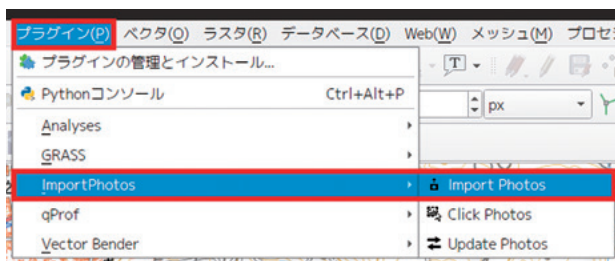 プラグイン(P) ベクタ(O) ラスタ(R) データベース(D) Web(W) メッシュ(M) プロセ
プラグインの管理とインストール...
Pythonコンソール Ctrl+Alt+P
px
Analyses
GRASS
ImportPhotos
Import Photos
qProf
Click Photos
Vector Bender
Update Photos